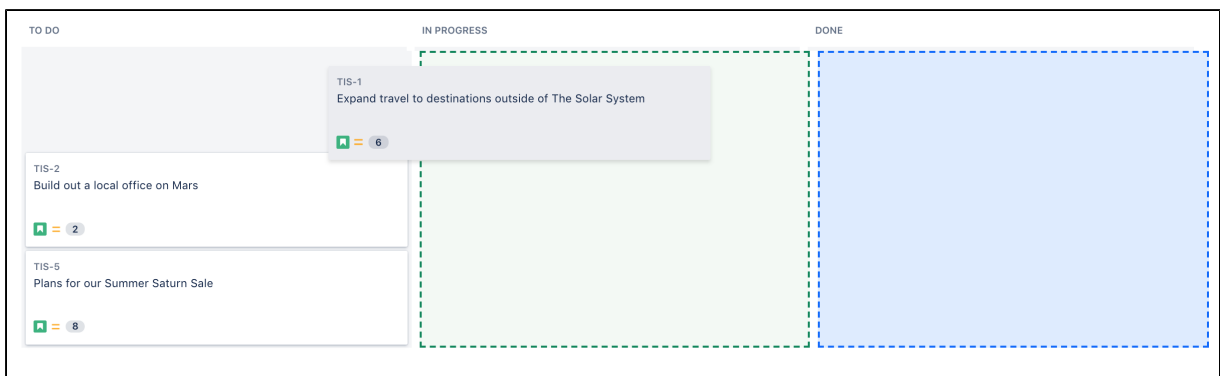 TO DO
IN PROGRESS
DONE
TIS-1
Expand travel to destinations outside of The Solar System
6
TIS-2
Build out a local office on Mars
2
TIS-5
Plans for our Summer Saturn Sale
8